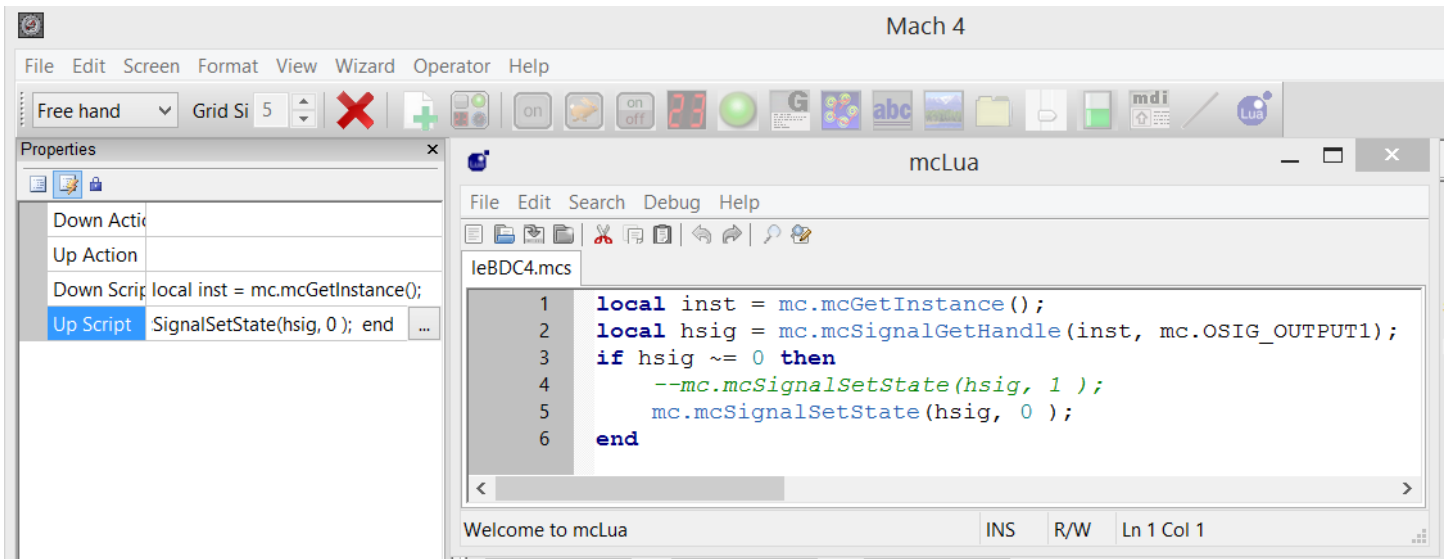 Mach 4
File Edit Screen Format View Wizard Operator Help
Free hand Grid Si 5 on on off 23 G abc mdi Lua
Properties ×
mcLua
File Edit Search Debug Help
IeBDC4.mcs
Down Actic
Up Action
Down Scrip local inst = mc.mcGetInstance();
Up Script :SignalSetState(hsig, 0 ); end ...
1 local inst = mc.mcGetInstance();
2 local hsig = mc.mcSignalGetHandle(inst, mc.OSIG_OUTPUT1);
3 if hsig ~= 0 then
4 --mc.mcSignalSetState(hsig, 1 );
5 mc.mcSignalSetState(hsig, 0 );
6 end
Welcome to mcLua INS R/W Ln 1 Col 1